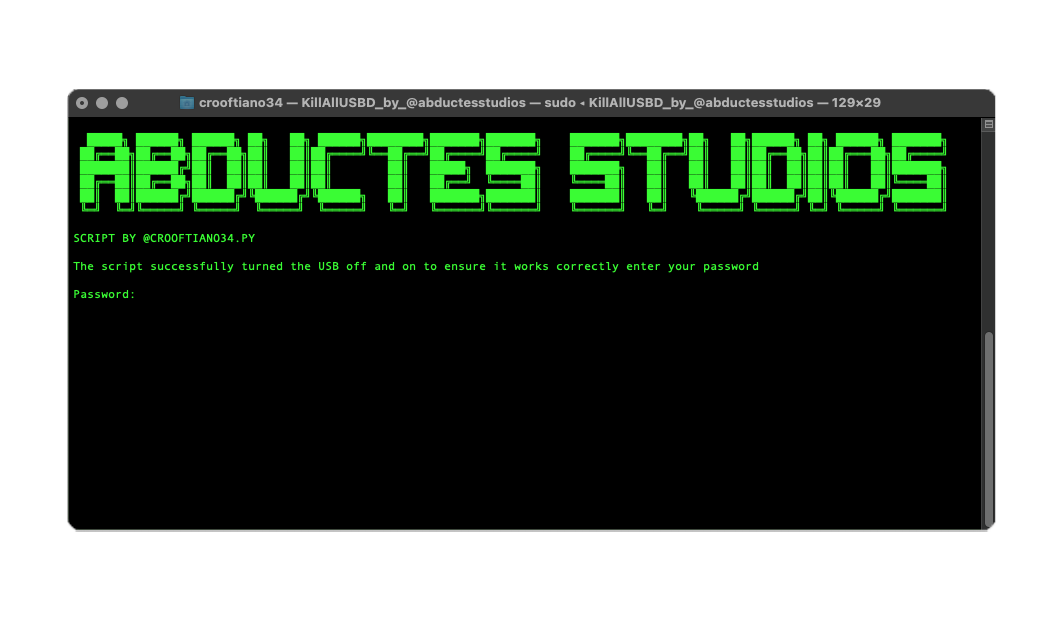 crooftiano34 — KillAllUSBD_by_@abductesstudios — sudo ◂ KillAllUSBD_by_@abductesstudios — 129×29
ABDUCTES STUDIOS
SCRIPT BY @CROOFTIANO34.PY
The script successfully turned the USB off and on to ensure it works correctly enter your password
Password: